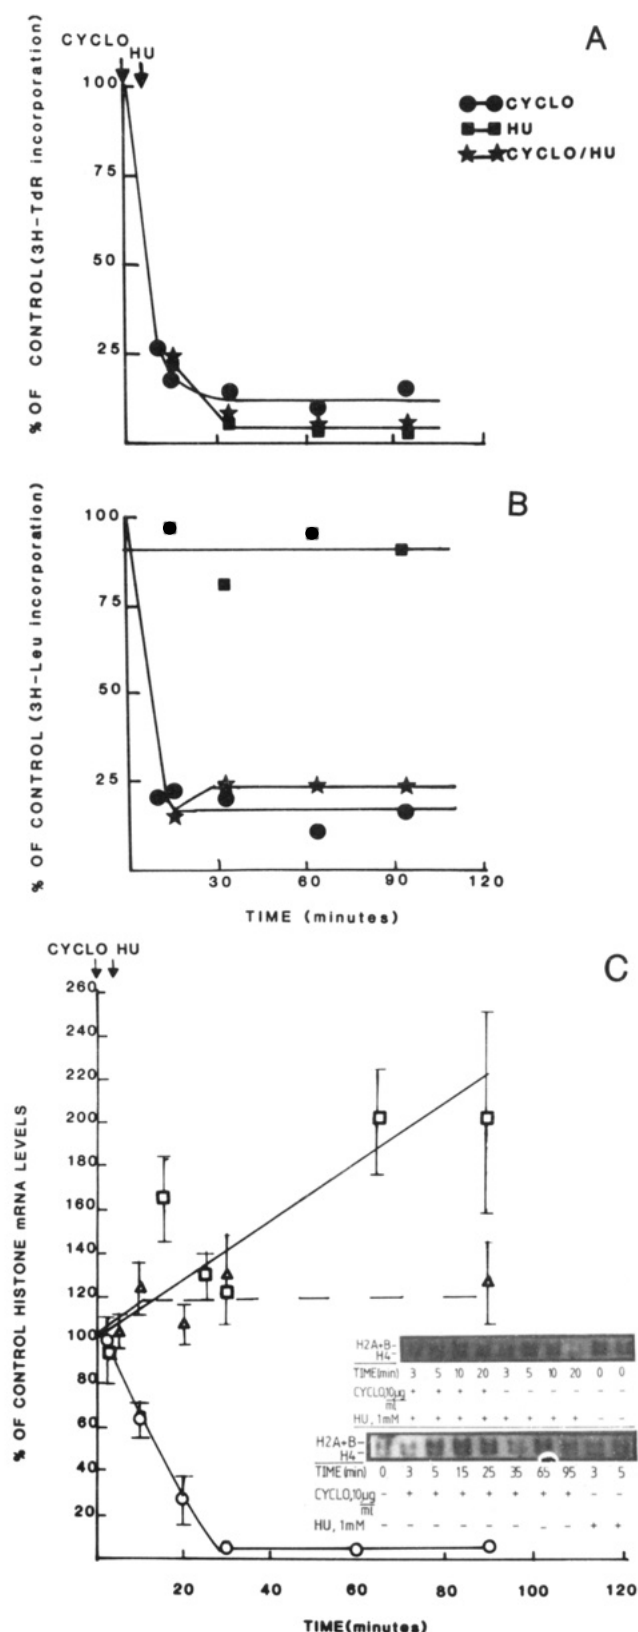 A
CYCLO
HU
CYCLO
HU
CYCLO/HU
% OF CONTROL (3H-TdR incorporation)
100
75
50
25
B
% OF CONTROL (3H-Leu incorporation)
100
75
50
25
30
60
90
120
TIME (minutes)
CYCLO HU
C
% OF CONTROL HISTONE mRNA LEVELS
260
240
220
200
180
160
140
120
100
80
60
40
20
H2A+B-
H4-
TIME(min) 3 5 10 20 3 5 10 20 0 0
CYCLO,10µg/ml + + + + - - - - - -
HU, 1mM + + + + + + + + - -
H2A+B-
H4-
TIME(min) 0 3 5 15 25 35 65 95 3 5
CYCLO,10µg/ml - + + + + + + + - -
HU, 1mM - - - - - - - - + +
20 40 60 80 100 120
TIME(minutes)